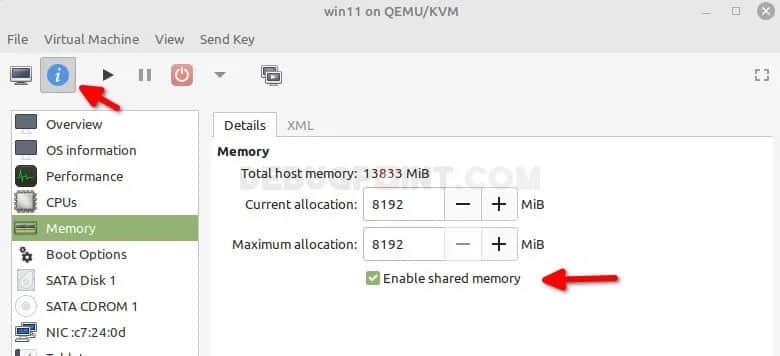 win11 on QEMU/KVM
File Virtual Machine View Send Key
Overview
OS information
Performance
CPUs
Memory
Boot Options
SATA Disk 1
SATA CDROM 1
NIC :c7:24:0d
Details XML
Memory
Total host memory: 13833 MiB
DEBUGPOINT.COM
Current allocation: 8192 MiB
Maximum allocation: 8192 MiB
Enable shared memory